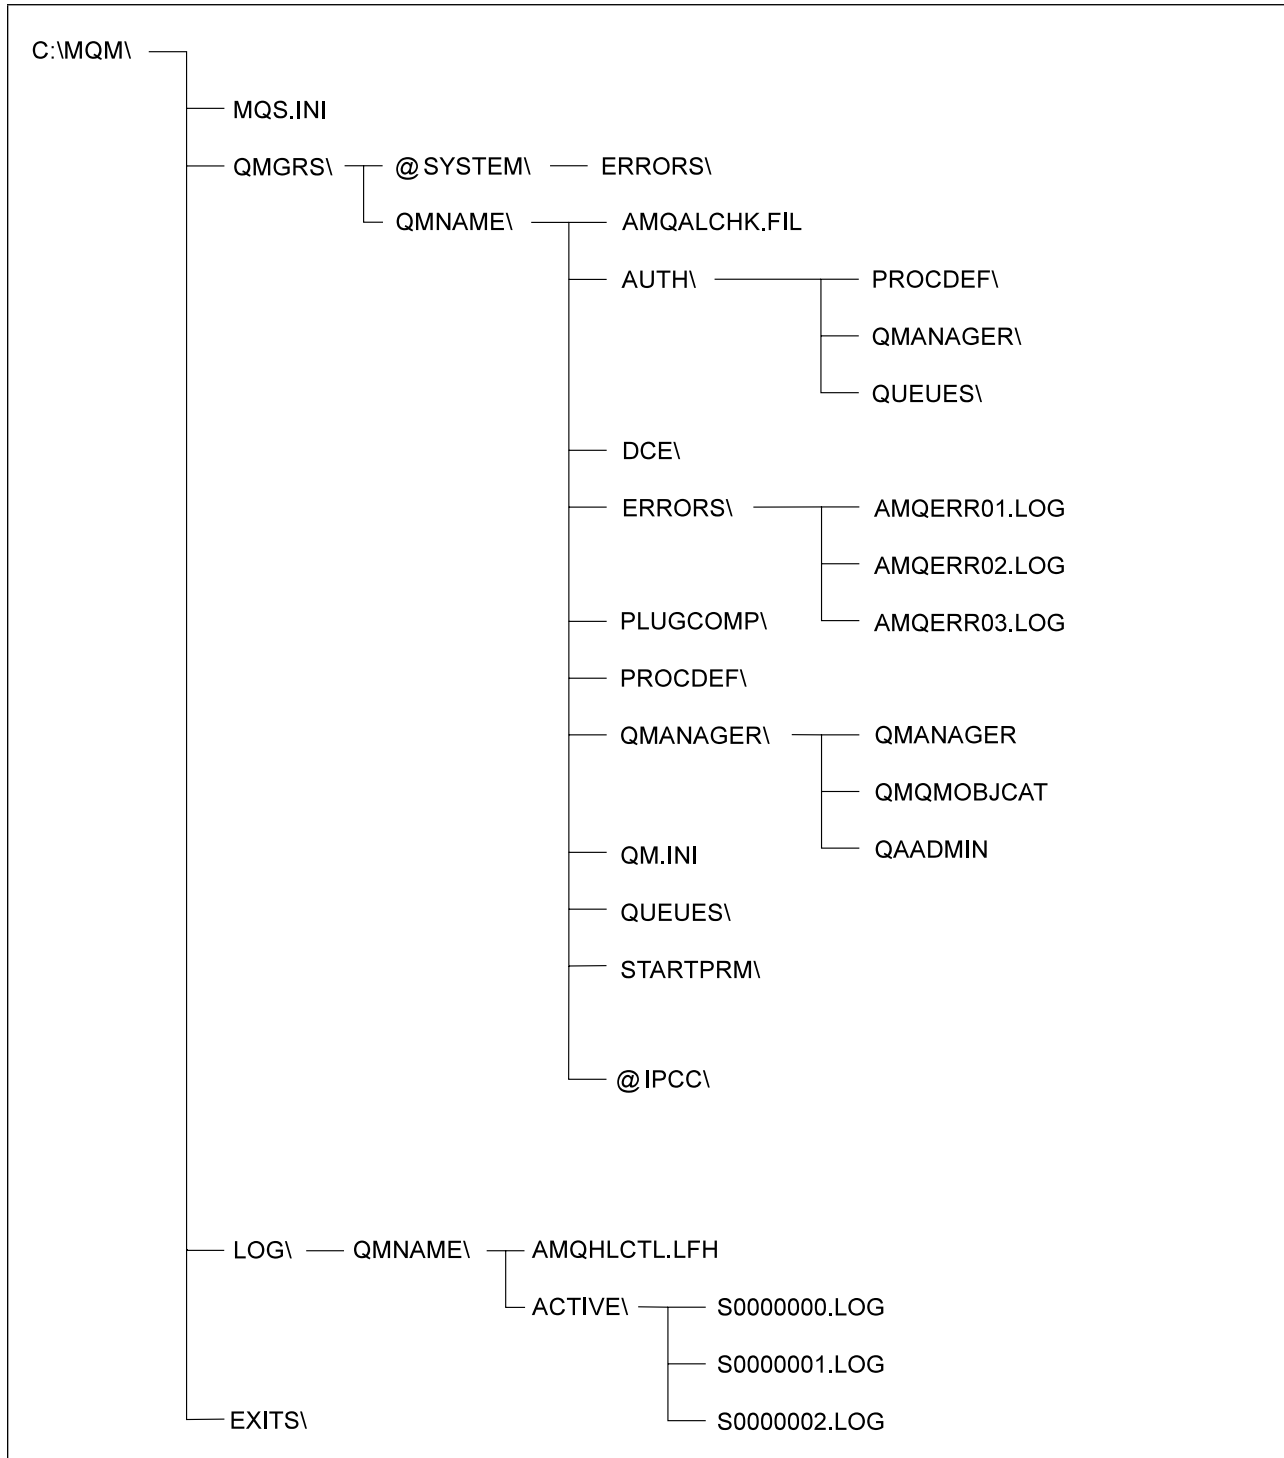 C:\MQM\
MQS.INI
QMGRS\ @SYSTEM\ ERRORS\
QMNAME\ AMQALCHK.FIL
AUTH\ PROCDEF\
QMANAGER\
QUEUES\
DCE\
ERRORS\ AMQERR01.LOG
AMQERR02.LOG
PLUGCOMP\ AMQERR03.LOG
PROCDEF\
QMANAGER\ QMANAGER
QMQMOBJCAT
QM.INI QAADMIN
QUEUES\
STARTPRM\
@IPCC\
LOG\ QMNAME\ AMQHLCTL.LFH
ACTIVE\ S0000000.LOG
S0000001.LOG
EXITS\ S0000002.LOG